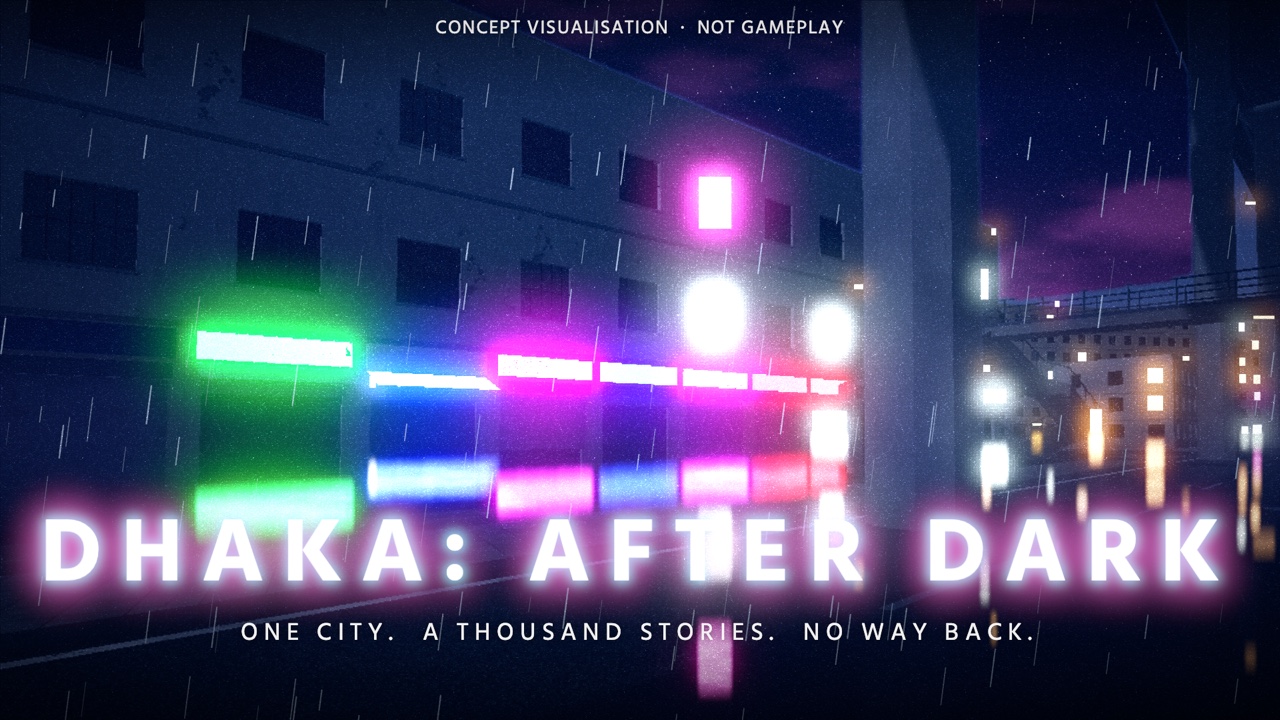 CONCEPT VISUALISATION · NOT GAMEPLAY
DHAKA: AFTER DARK
ONE CITY. A THOUSAND STORIES. NO WAY BACK.